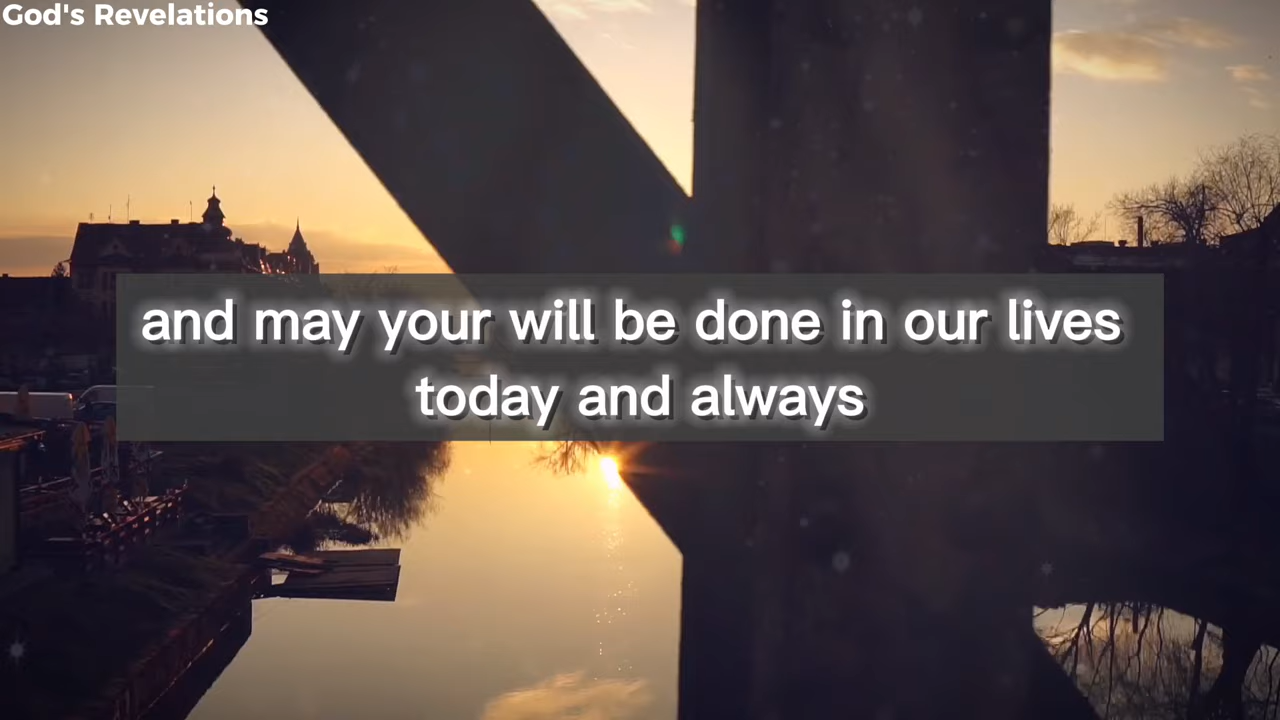 God's Revelations
and may your will be done in our lives
today and always